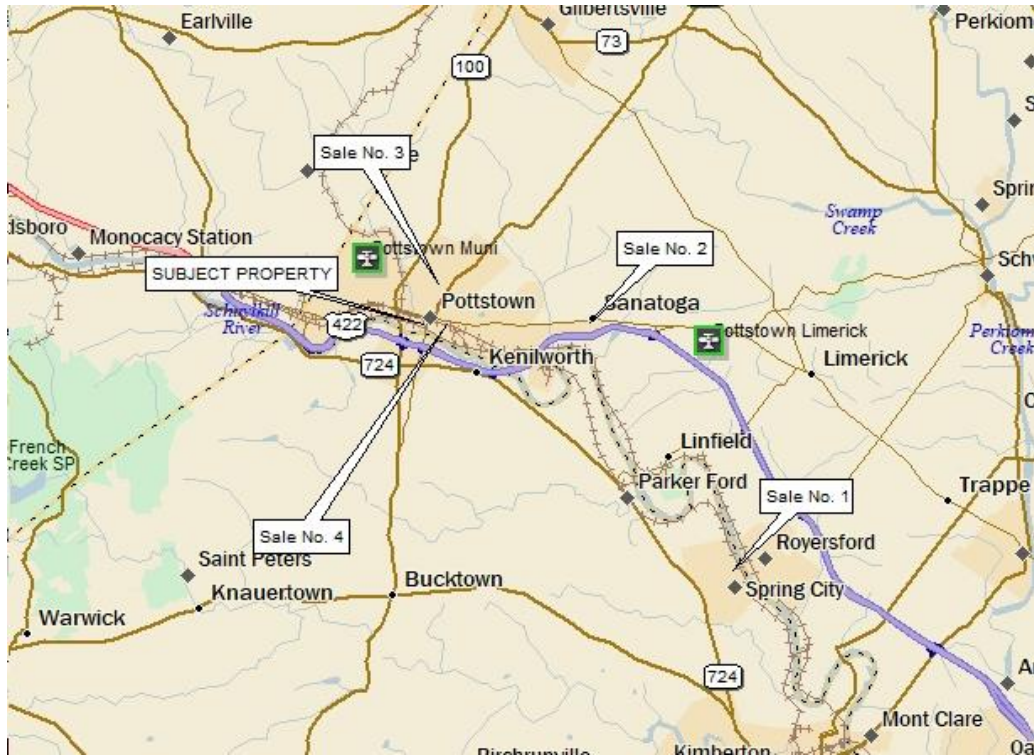 Earlville
Gilbertsville
Perkiom
73
100
Sale No. 3
e
Spri
Swamp
Creek
dsboro
Monocacy Station
Pottstown Muni
Sale No. 2
Schw
SUBJECT PROPERTY
Pottstown
Sanatoga
Schuylkill
River
422
Pottstown Limerick
Perkiome
Creek
724
Kenilworth
Limerick
French
Creek SP
Linfield
Parker Ford
Trappe
Sale No. 1
Sale No. 4
Royersford
Saint Peters
Bucktown
Knauertown
Spring City
Warwick
724
Mont Clare
Birchrunville
Kimberton